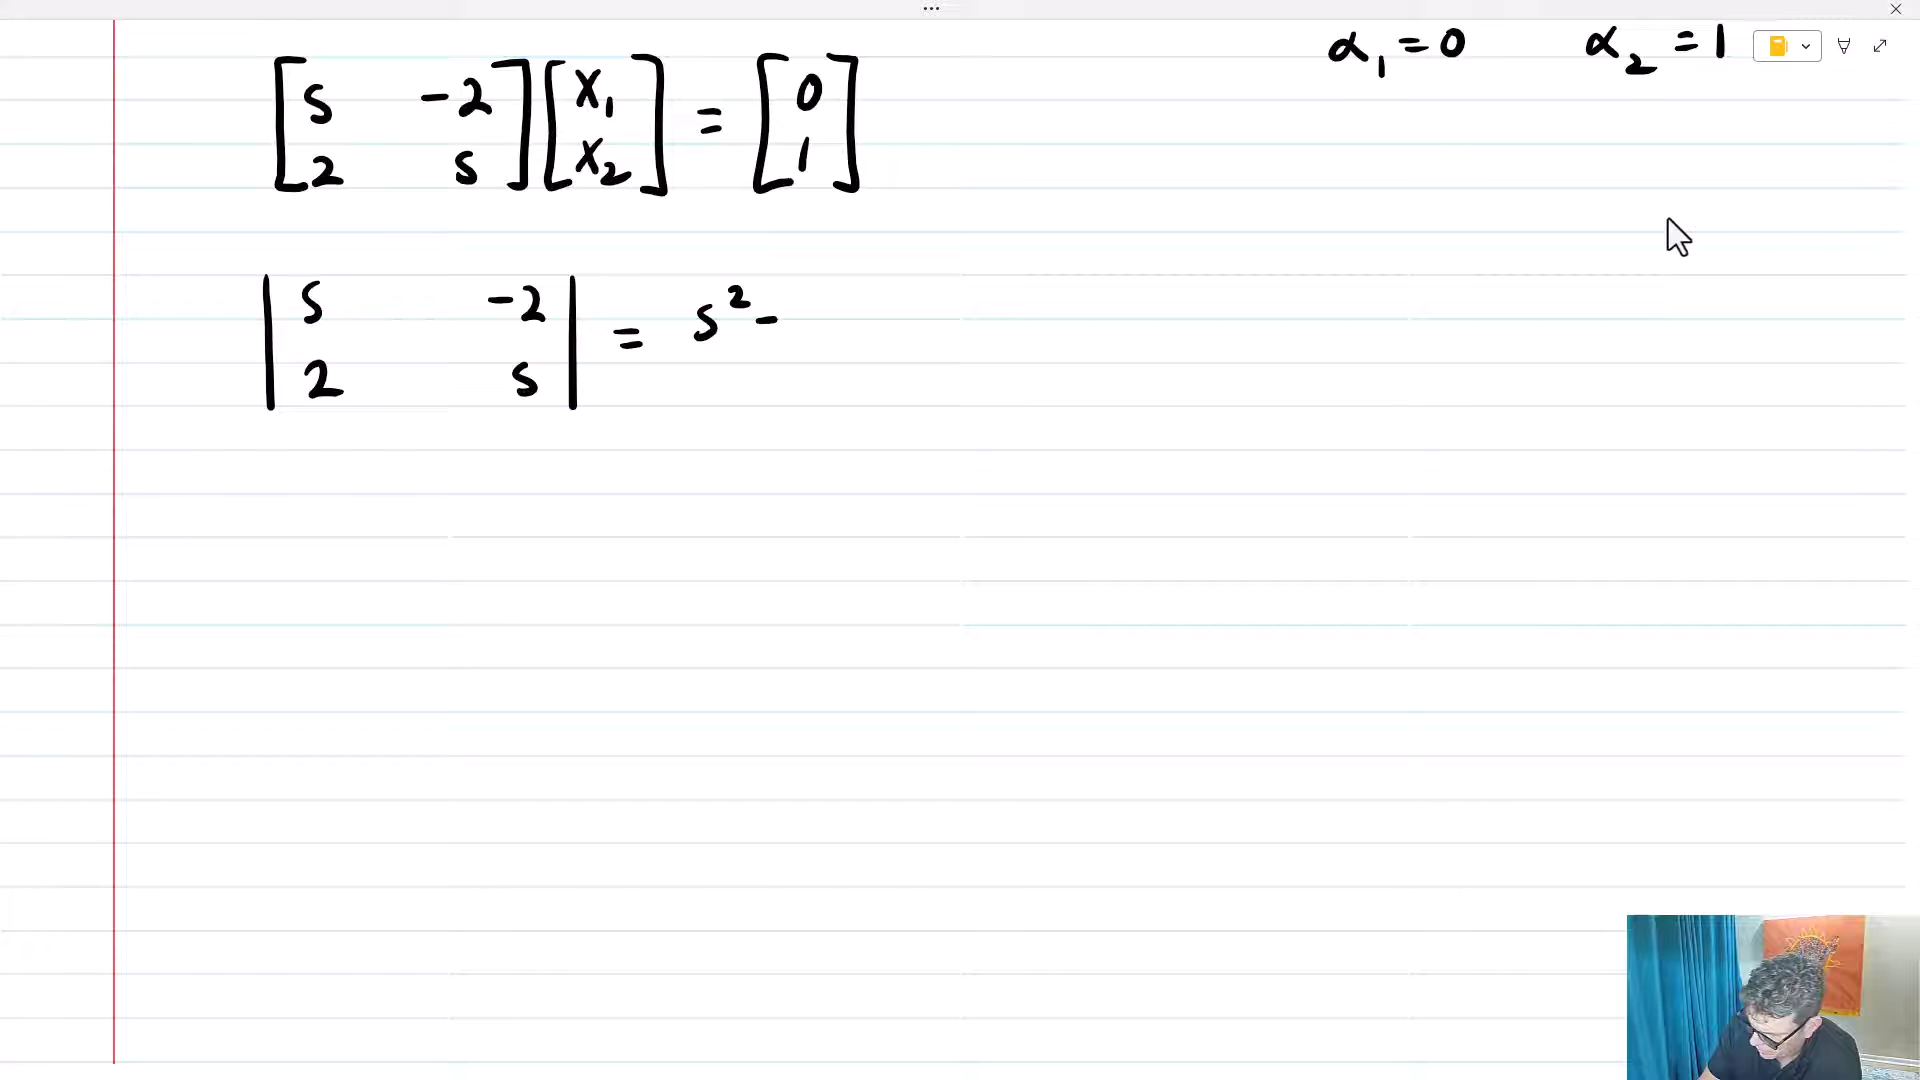 α₁ = 0 α₂ = 1
[s -2] [x₁] = [0]
[2 s] [x₂] [1]
|s -2| = s² -
|2 s|